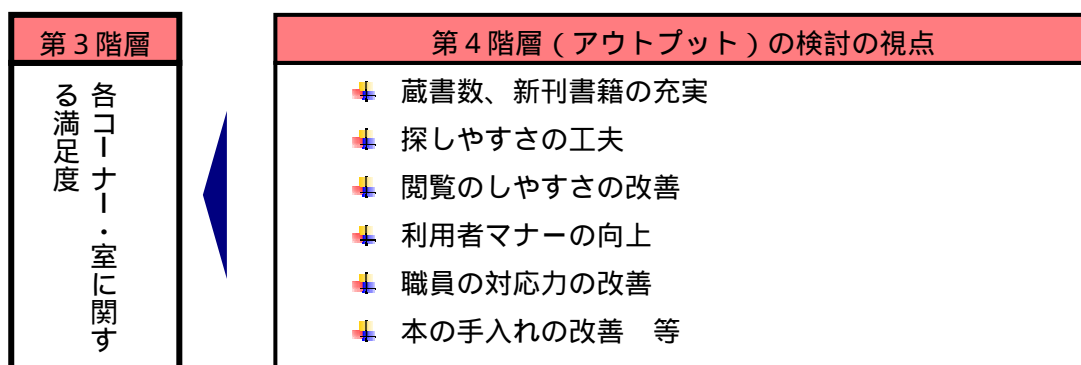 第３階層
各コーナー・室に関す
る満足度
第４階層（アウトプット）の検討の視点
蔵書数、新刊書籍の充実
探しやすさの工夫
閲覧のしやすさの改善
利用者マナーの向上
職員の対応力の改善
本の手入れの改善　等